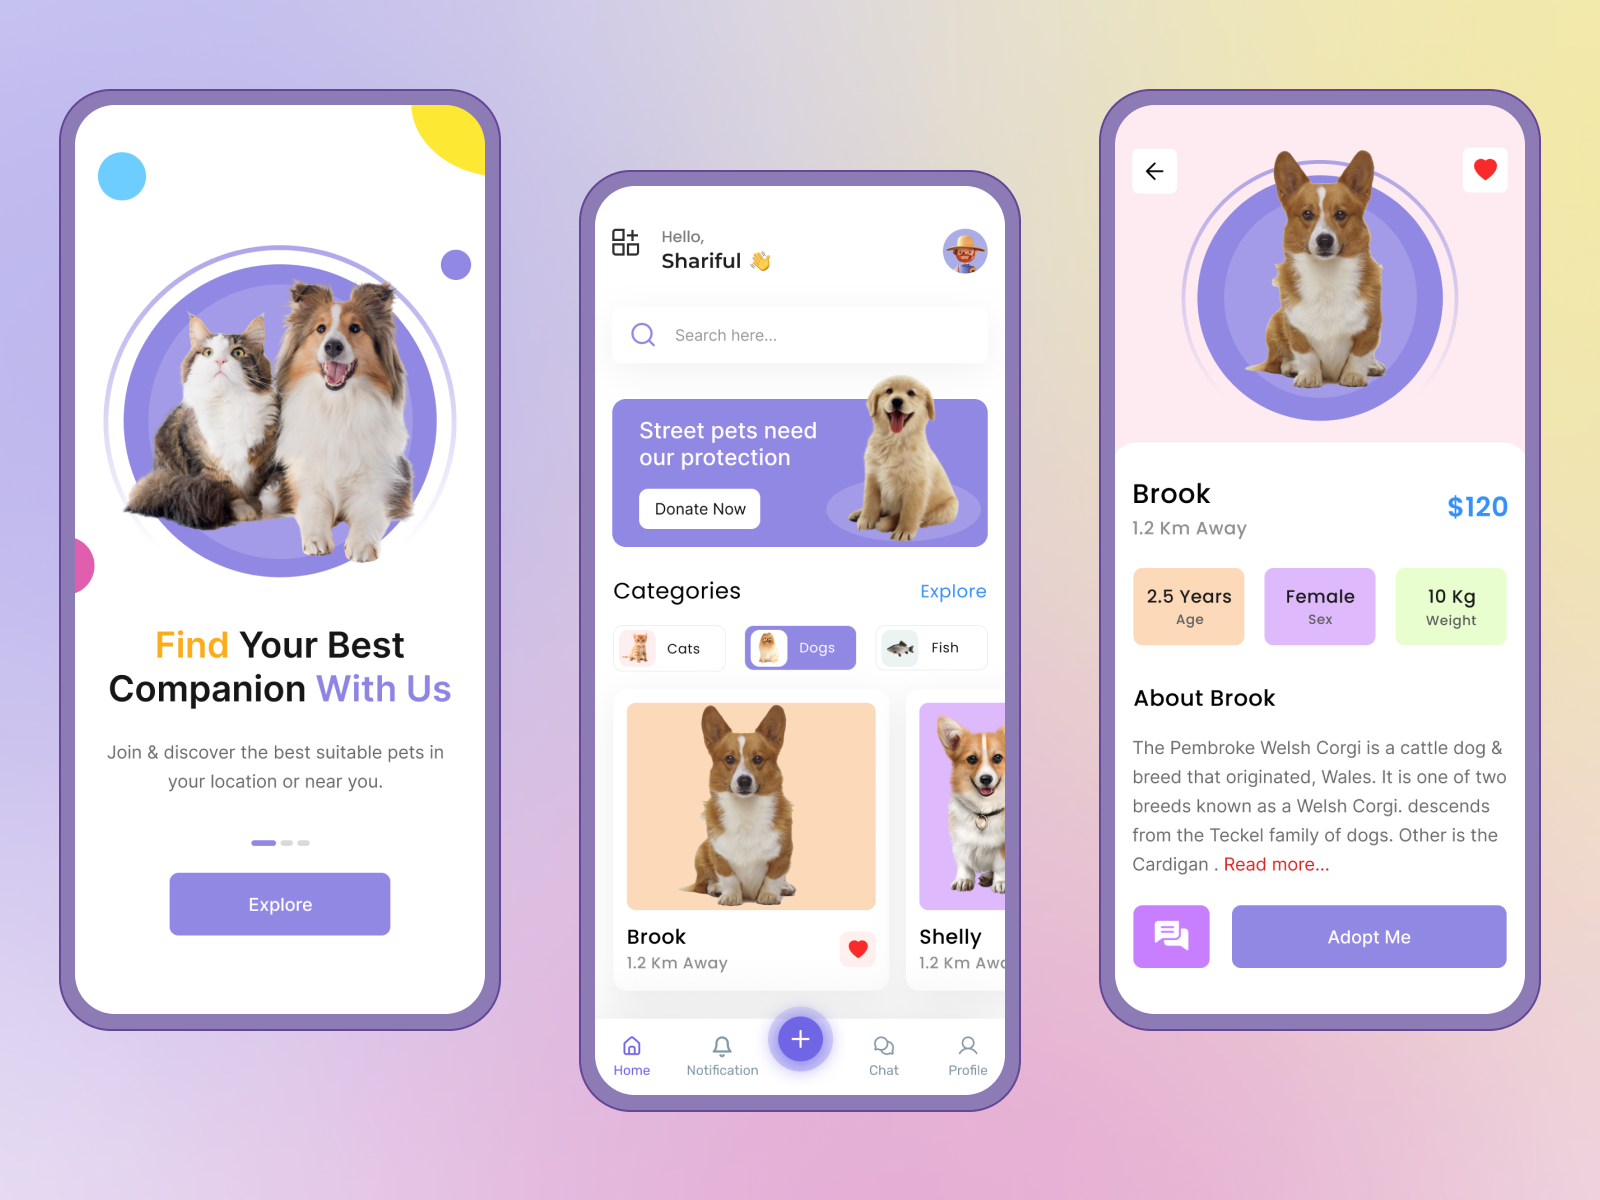 Find Your Best
Companion With Us
Join & discover the best suitable pets in
your location or near you.
Explore
Hello,
Shariful 👋
Search here...
Street pets need
our protection
Donate Now
Categories
Explore
Cats
Dogs
Fish
Brook
1.2 Km Away
Shelly
1.2 Km Awa
Home
Notification
Chat
Profile
Brook
$120
1.2 Km Away
2.5 Years
Age
Female
Sex
10 Kg
Weight
About Brook
The Pembroke Welsh Corgi is a cattle dog &
breed that originated, Wales. It is one of two
breeds known as a Welsh Corgi. descends
from the Teckel family of dogs. Other is the
Cardigan . Read more...
Adopt Me